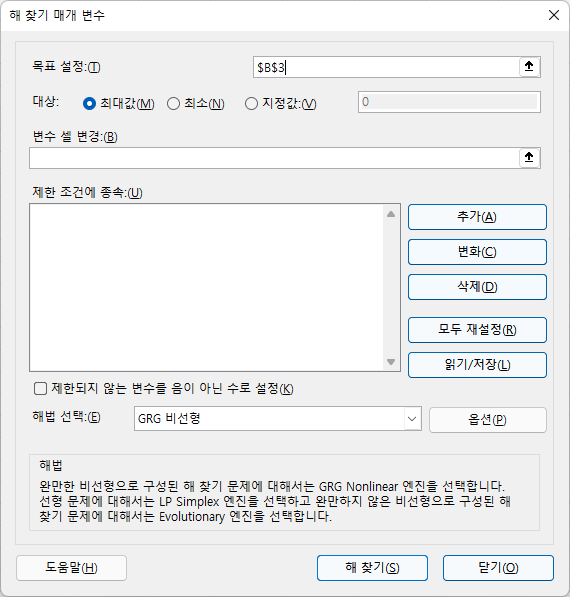 해 찾기 매개 변수
목표 설정:(T)
$B$3
대상:
최대값(M)
최소(N)
지정값:(V)
0
변수 셀 변경:(B)
제한 조건에 종속:(U)
추가(A)
변화(C)
삭제(D)
모두 재설정(R)
읽기/저장(L)
제한되지 않는 변수를 음이 아닌 수로 설정(K)
해법 선택:(E)
GRG 비선형
옵션(P)
해법
완만한 비선형으로 구성된 해 찾기 문제에 대해서는 GRG Nonlinear 엔진을 선택합니다.
선형 문제에 대해서는 LP Simplex 엔진을 선택하고 완만하지 않은 비선형으로 구성된 해
찾기 문제에 대해서는 Evolutionary 엔진을 선택합니다.
도움말(H)
해 찾기(S)
닫기(O)